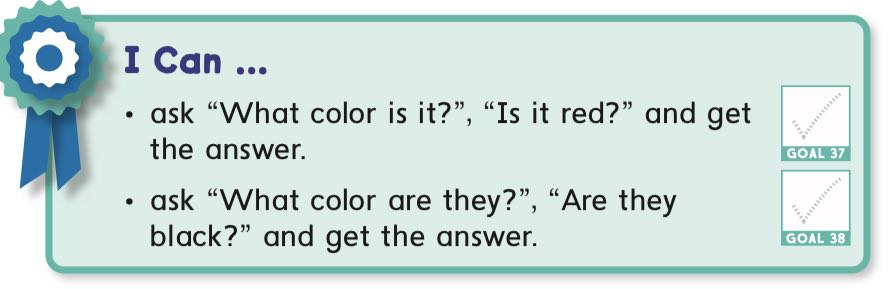 I Can ...
• ask “What color is it?”, “Is it red?” and get
the answer.
GOAL 37
• ask “What color are they?”, “Are they
black?” and get the answer.
GOAL 38